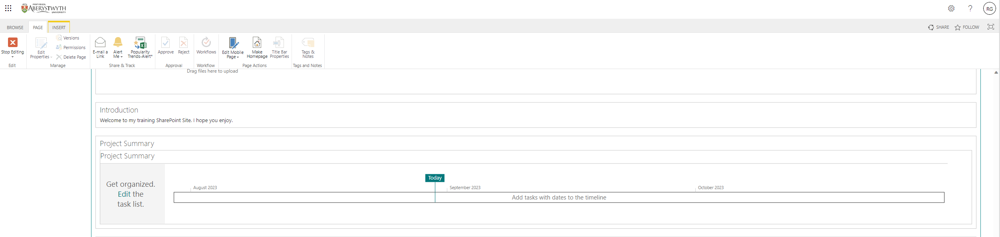 1872
PRIFYSGOL
ABERYSTWYTH
UNIVERSITY
?
RG
BROWSE
PAGE
INSERT
SHARE
FOLLOW
Stop Editing
Edit
Edit
Properties
Versions
Permissions
Delete Page
Manage
E-mail a
Link
Alert
Me
Popularity
Trends-Alert*
Share & Track
Approve
Reject
Approval
Workflows
Workflow
Edit Mobile
Page
Make
Homepage
Title Bar
Properties
Page Actions
Tags &
Notes
Tags and Notes
Drag files here to upload
Introduction
Welcome to my training SharePoint Site. I hope you enjoy.
Project Summary
Project Summary
Get organized.
Edit the
task list.
Today
August 2023
September 2023
October 2023
Add tasks with dates to the timeline